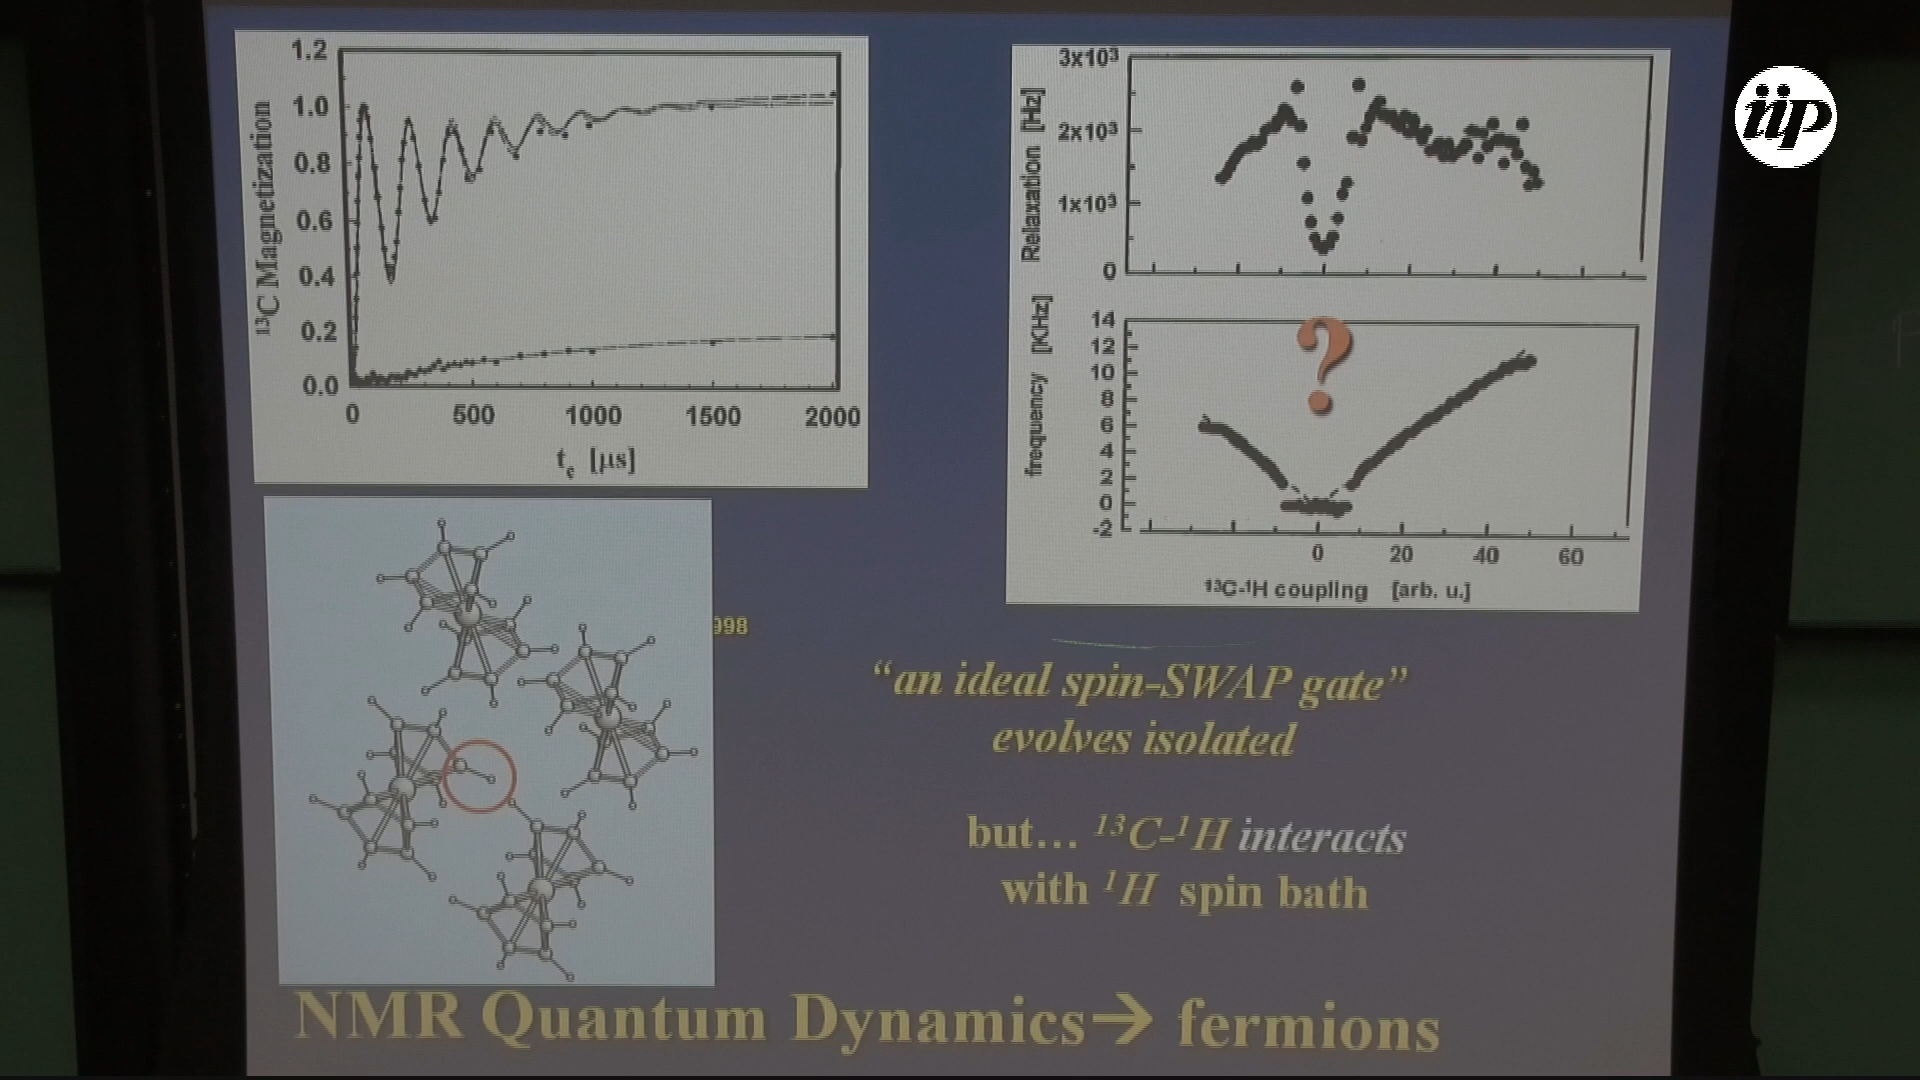 1.2
1.0
0.8
0.6
0.4
0.2
0.0
¹³C Magnetization
0 500 1000 1500 2000
tₑ [μs]
3x10³
2x10³
1x10³
0
Relaxation [Hz]
14
12
10
8
6
4
2
0
-2
frequency [KHz]
?
0 20 40 60
¹³C-¹H coupling [arb. u.]
iip
998
“an ideal spin-SWAP gate”
evolves isolated
but... ¹³C-¹H interacts
with ¹H spin bath
NMR Quantum Dynamics→ fermions